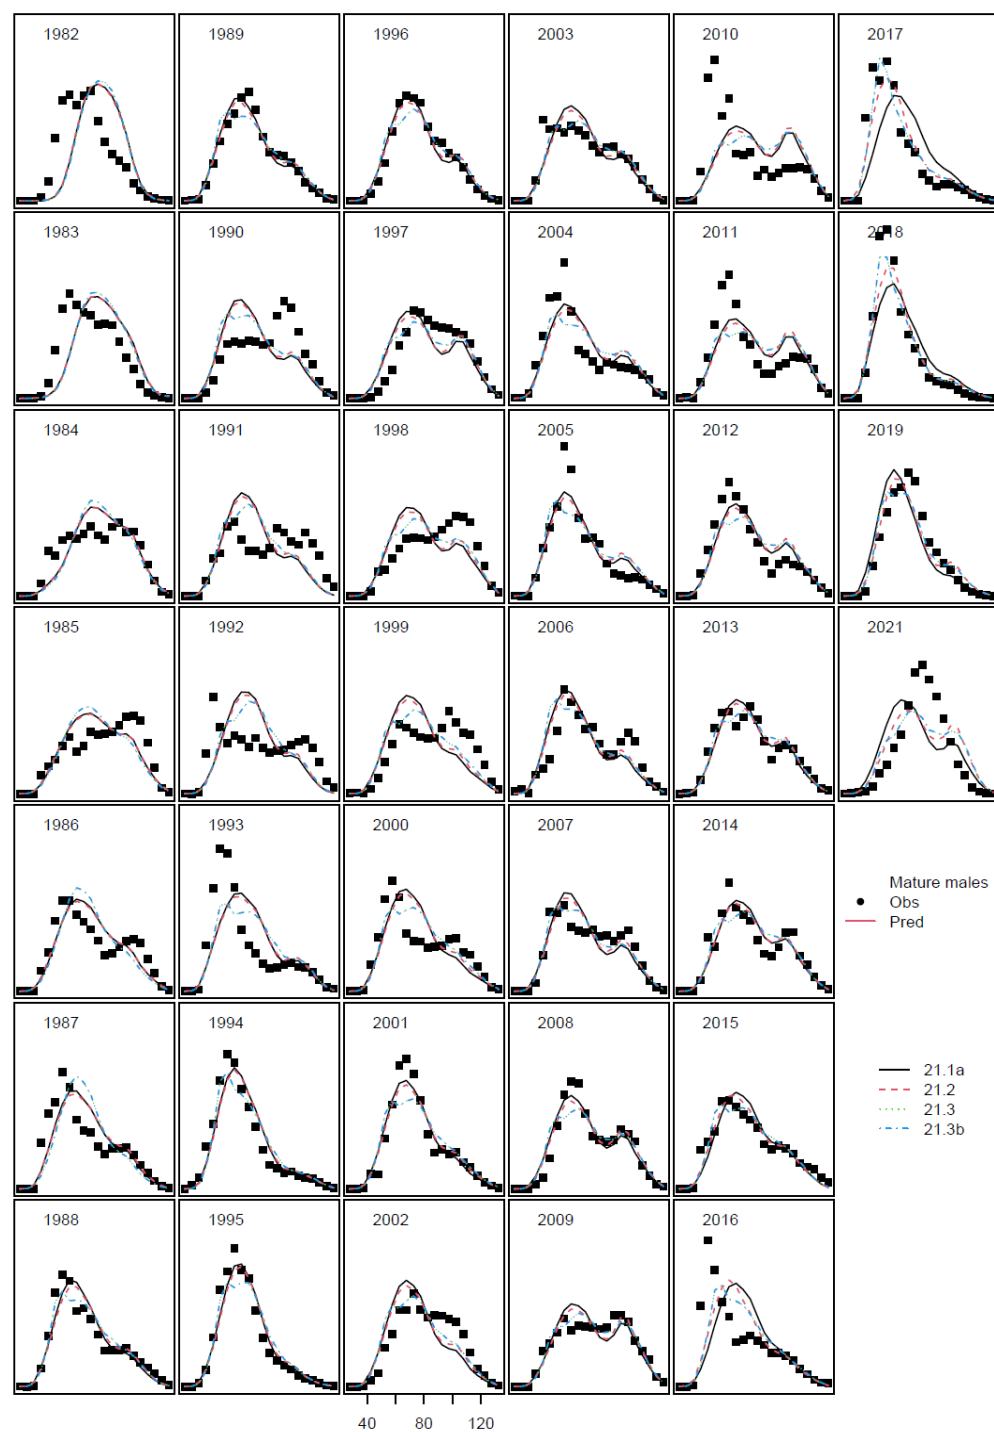 1982 1989 1996 2003 2010 2017
1983 1990 1997 2004 2011 2018
1984 1991 1998 2005 2012 2019
1985 1992 1999 2006 2013 2021
1986 1993 2000 2007 2014
Mature males
Obs
Pred
1987 1994 2001 2008 2015
21.1a
21.2
21.3
21.3b
1988 1995 2002 2009 2016
40 80 120